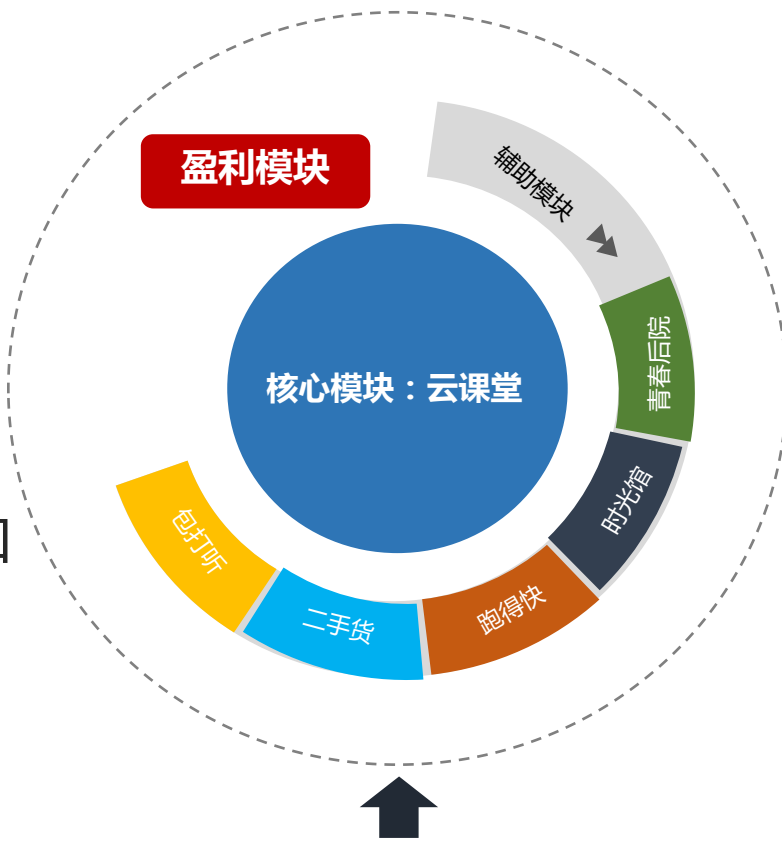 盈利模块
辅助模块
核心模块：云课堂
青春后院
时光馆
跑得快
二手货
包打听